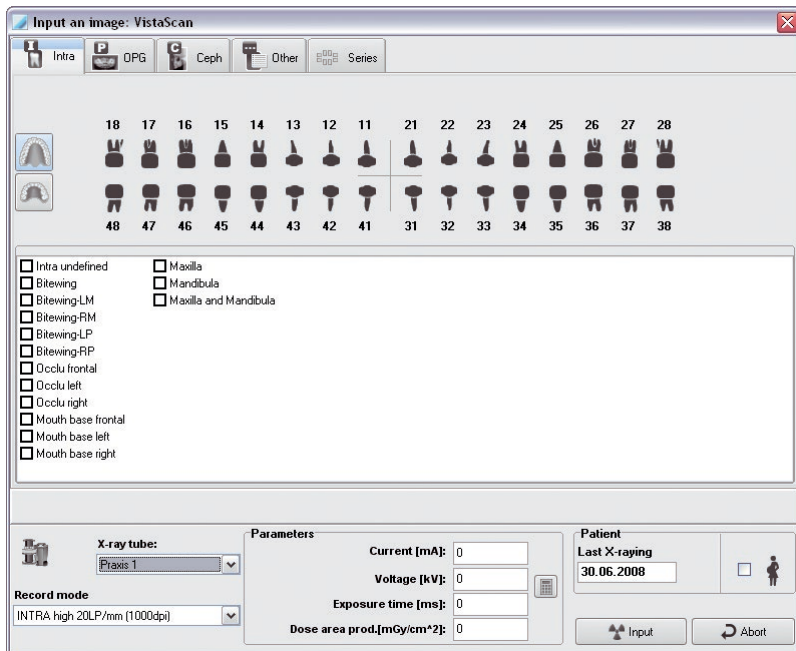 Input an image: VistaScan
Intra OPG Ceph Other Series
18 17 16 15 14 13 12 11 21 22 23 24 25 26 27 28
48 47 46 45 44 43 42 41 31 32 33 34 35 36 37 38
Intra undefined Maxilla
Bitewing Mandibula
Bitewing-LM Maxilla and Mandibula
Bitewing-RM
Bitewing-LP
Bitewing-RP
Occlu frontal
Occlu left
Occlu right
Mouth base frontal
Mouth base left
Mouth base right
X-ray tube:
Praxis 1
Record mode
INTRA high 20LP/mm (1000dpi)
Parameters
Current [mA]: 0
Voltage [kV]: 0
Exposure time [ms]: 0
Dose area prod.[mGy/cm^2]: 0
Patient
Last X-raying
30.06.2008
Input Abort